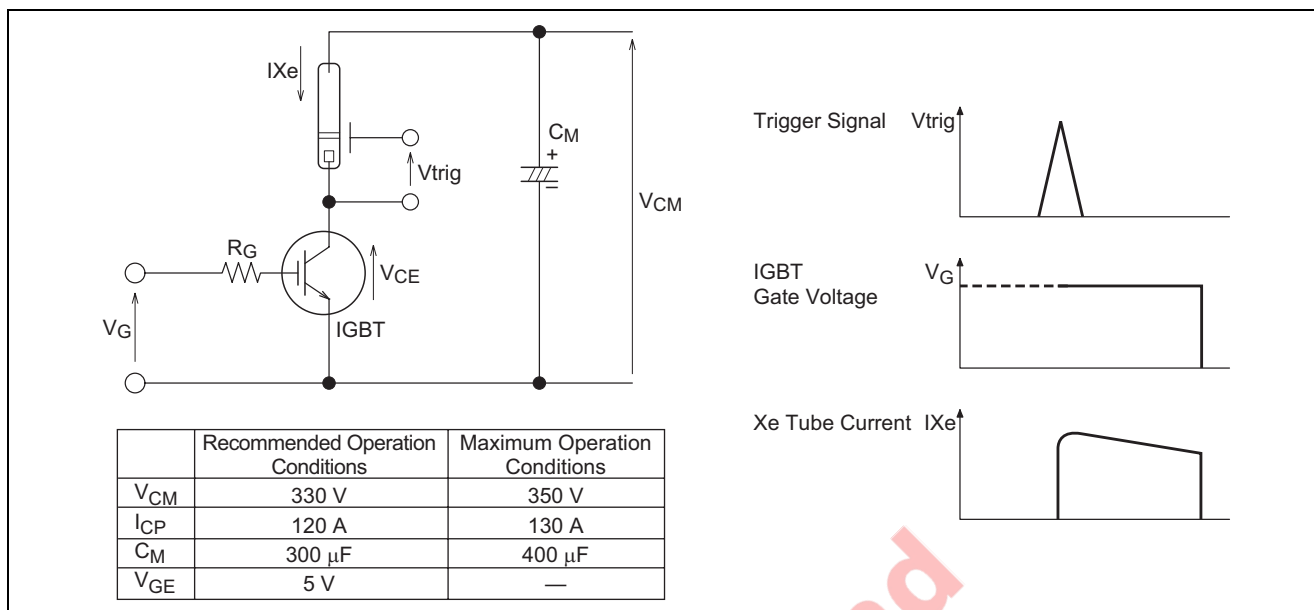 IXe
CM
+
–
Vtrig
VCM
RG
VCE
VG
IGBT
Trigger Signal Vtrig
IGBT
Gate Voltage
VG
Xe Tube Current IXe
Recommended Operation Conditions
Maximum Operation Conditions
VCM 330 V 350 V
ICP 120 A 130 A
CM 300 μF 400 μF
VGE 5 V —